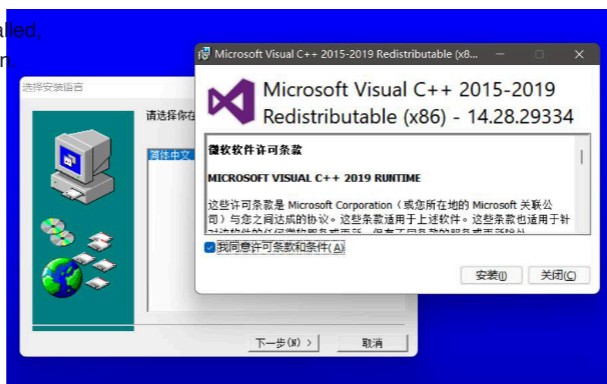 alled,
n.
Microsoft Visual C++ 2015-2019 Redistributable (x8...
Microsoft Visual C++ 2015-2019
Redistributable (x86) - 14.28.29334
微软软件许可条款
MICROSOFT VISUAL C++ 2019 RUNTIME
这些许可条款是 Microsoft Corporation（或您所在地的 Microsoft 关联公
司）与您之间达成的协议。这些条款适用于上述软件。这些条款也适用于针
我同意许可条款和条件(A)
安装(I)
关闭(C)
选择安装语言
请选择你在
简体中文
下一步(N) >
取消